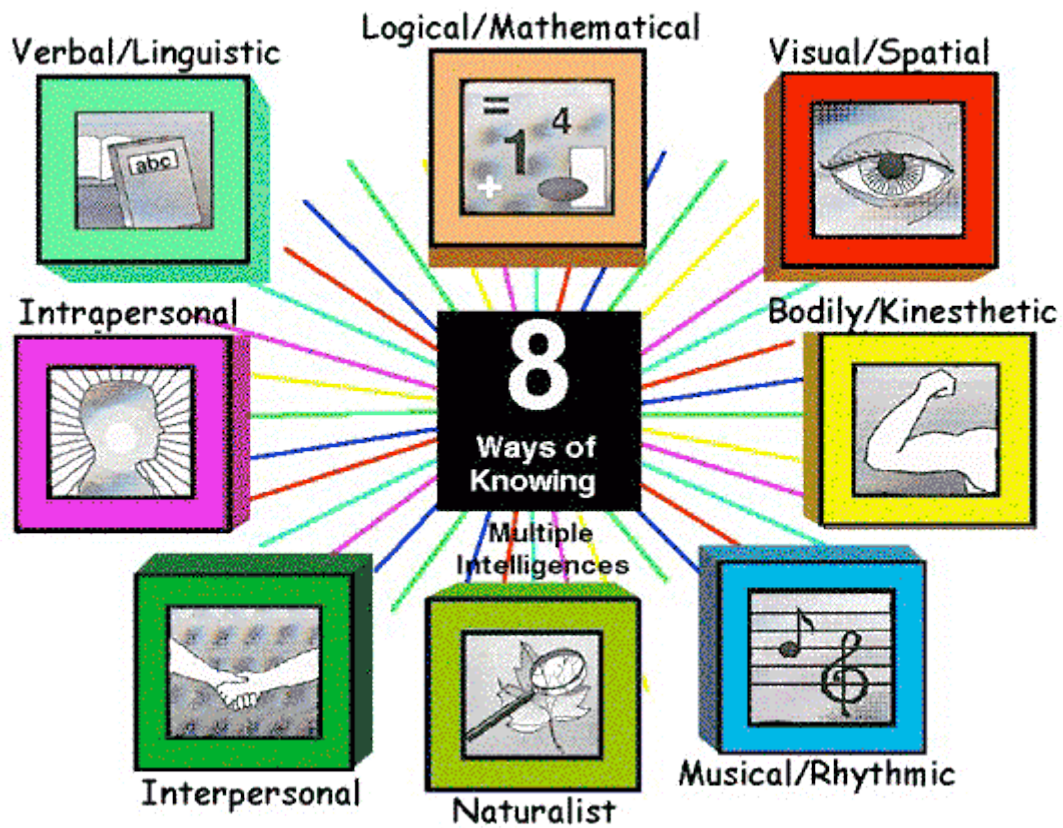 Logical/Mathematical
Verbal/Linguistic
Visual/Spatial
= 4
1
+
abc
Intrapersonal
Bodily/Kinesthetic
8
Ways of
Knowing
Multiple
Intelligences
Interpersonal
Naturalist
Musical/Rhythmic